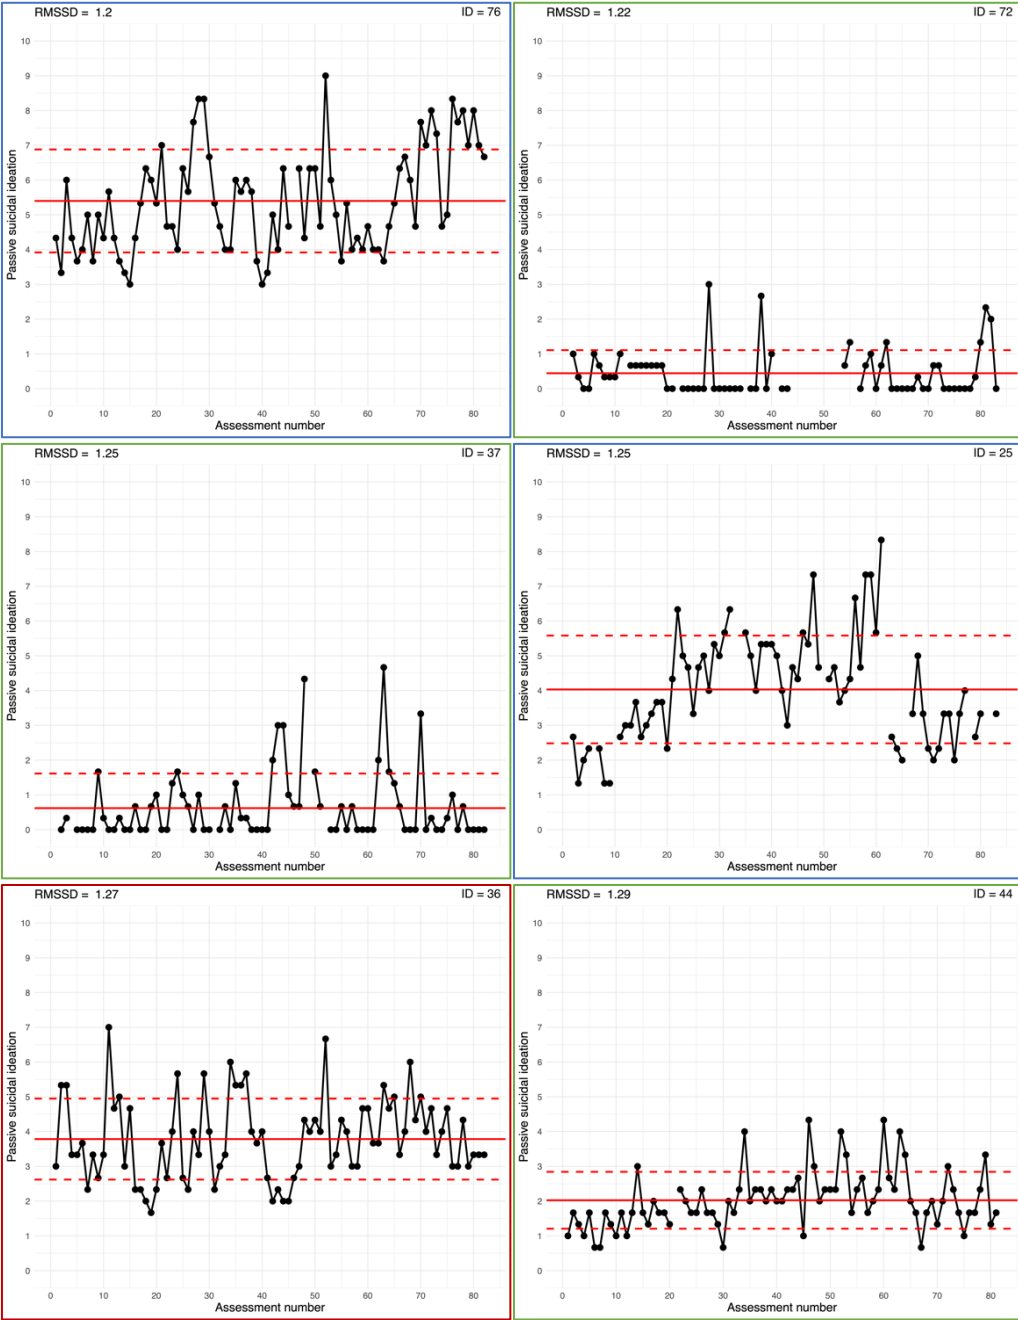 RMSSD = 1.2 ID = 76
10
9
8
7
6
5
4
3
2
1
0
Passive suicidal ideation
0 10 20 30 40 50 60 70 80
Assessment number
RMSSD = 1.22 ID = 72
10
9
8
7
6
5
4
3
2
1
0
Passive suicidal ideation
0 10 20 30 40 50 60 70 80
Assessment number
RMSSD = 1.25 ID = 37
10
9
8
7
6
5
4
3
2
1
0
Passive suicidal ideation
0 10 20 30 40 50 60 70 80
Assessment number
RMSSD = 1.25 ID = 25
10
9
8
7
6
5
4
3
2
1
0
Passive suicidal ideation
0 10 20 30 40 50 60 70 80
Assessment number
RMSSD = 1.27 ID = 36
10
9
8
7
6
5
4
3
2
1
0
Passive suicidal ideation
0 10 20 30 40 50 60 70 80
Assessment number
RMSSD = 1.29 ID = 44
10
9
8
7
6
5
4
3
2
1
0
Passive suicidal ideation
0 10 20 30 40 50 60 70 80
Assessment number